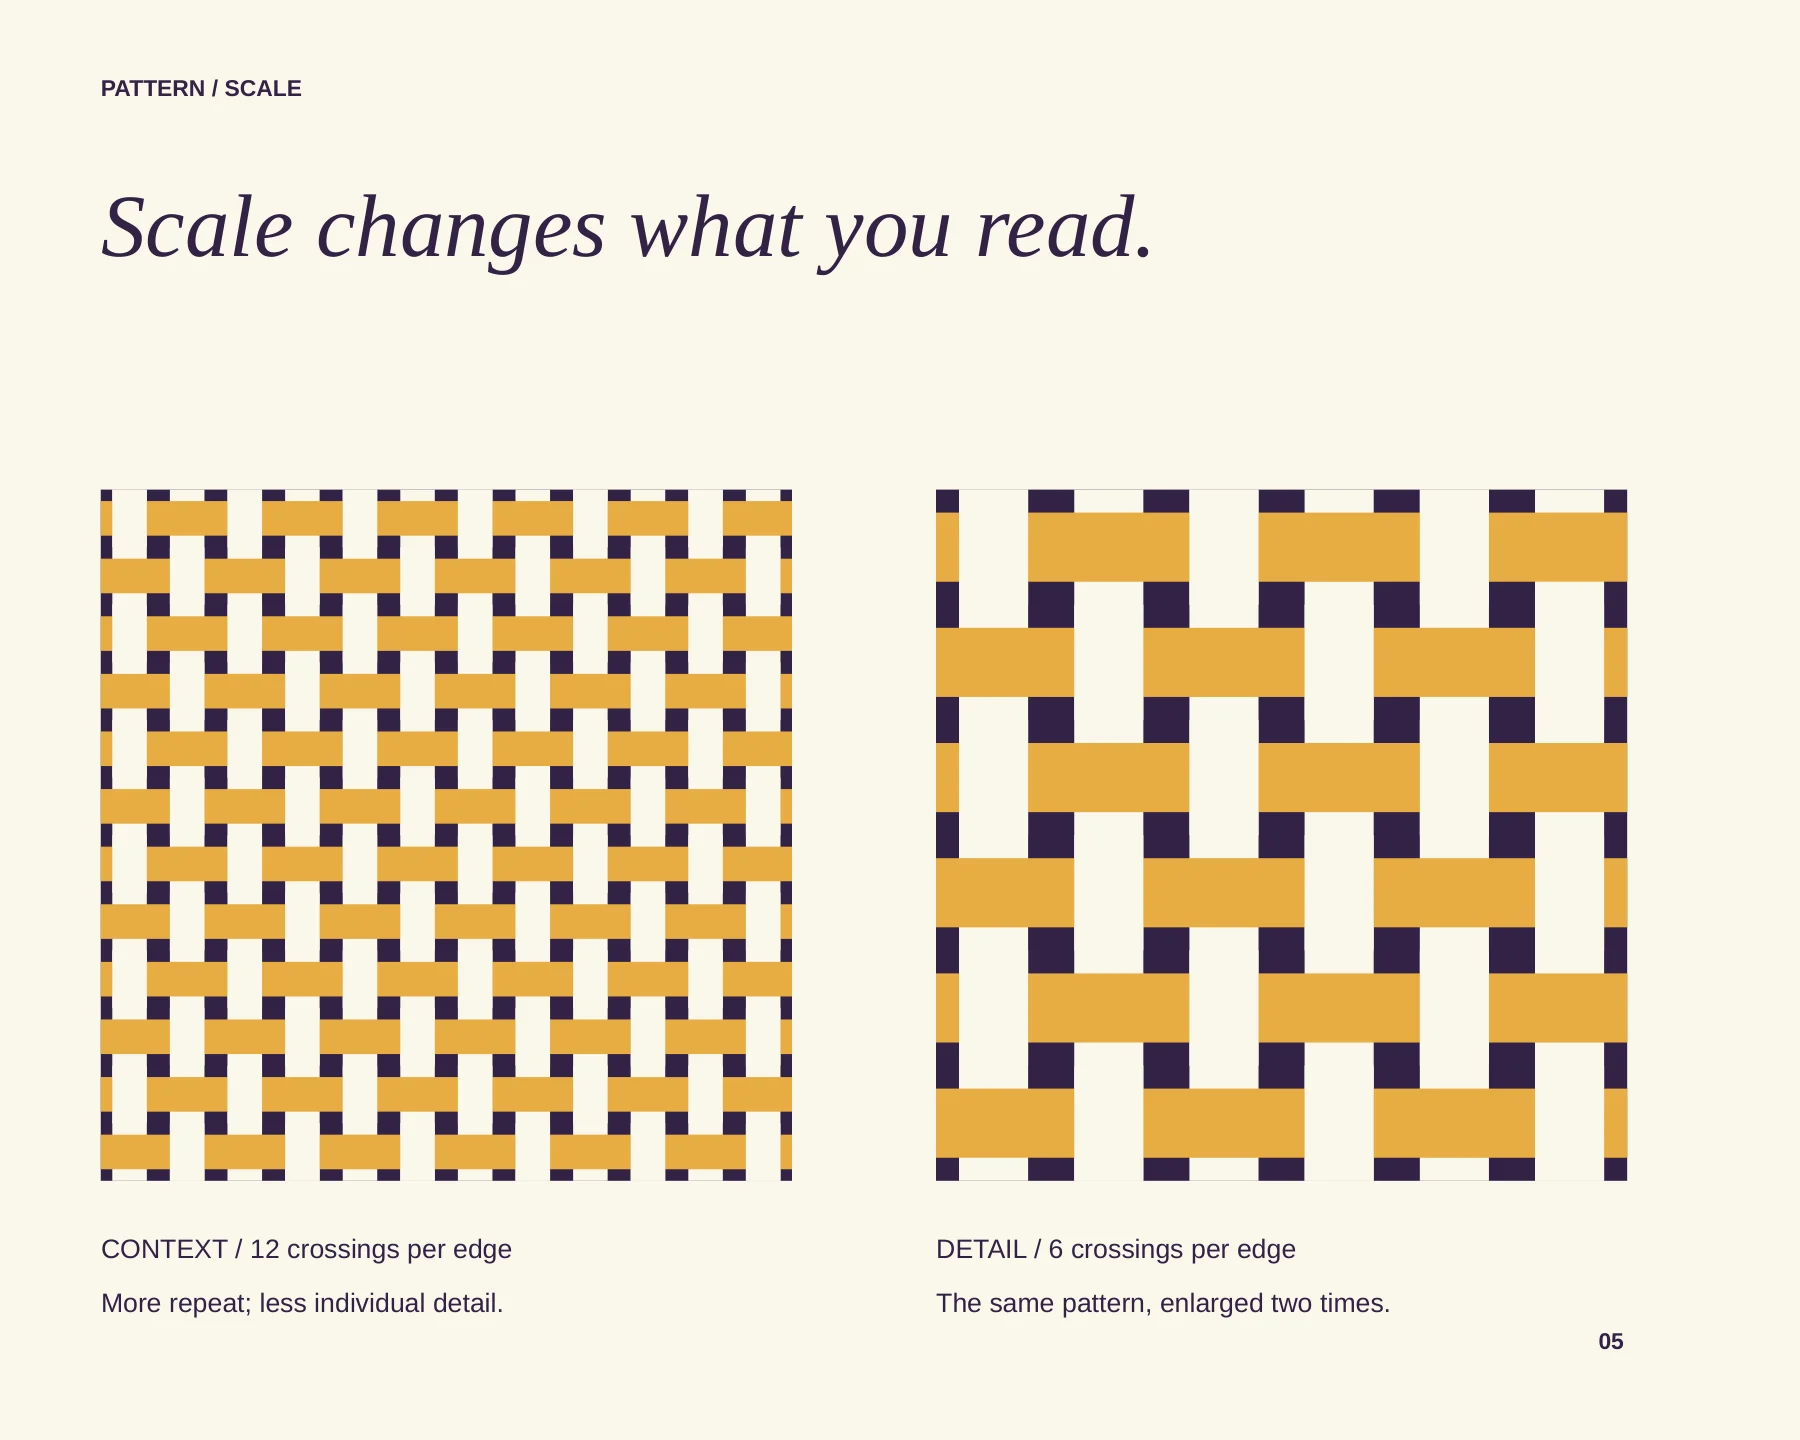 PATTERN / SCALE
Scale changes what you read.
CONTEXT / 12 crossings per edge
More repeat; less individual detail.
DETAIL / 6 crossings per edge
The same pattern, enlarged two times.
05